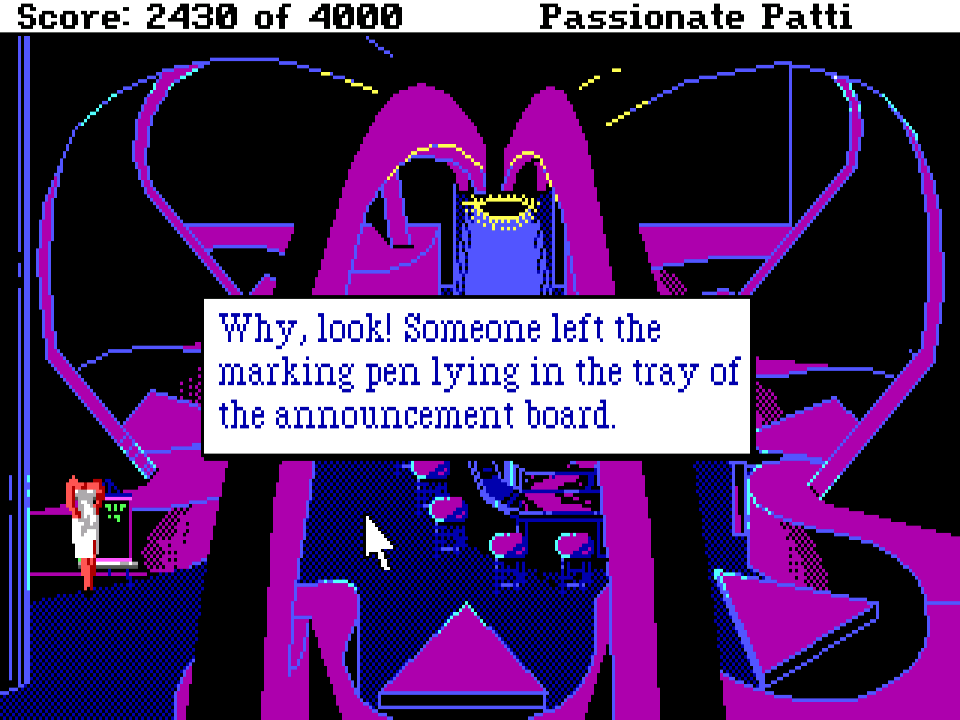 Score: 2430 of 4000 Passionate Patti
Why, look! Someone left the
marking pen lying in the tray of
the announcement board.